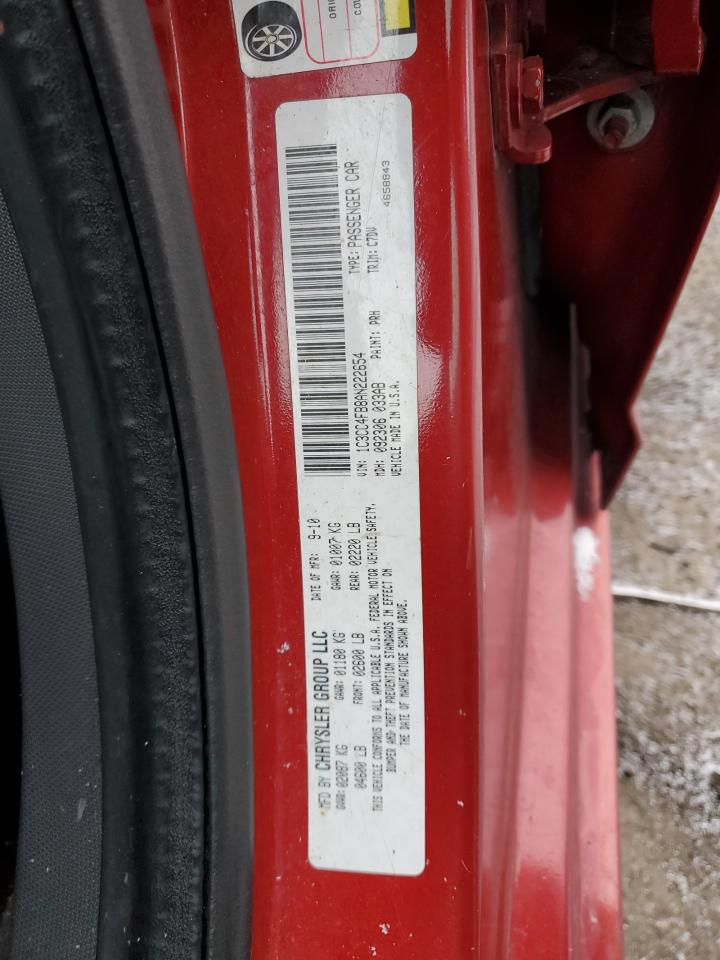 ORIG
COL
MFD BY CHRYSLER GROUP LLC DATE OF MFR: 9-10
GVWR: 02087 KG GAWR: 01180 KG GAWR: 01007 KG
04600 LB FRONT: 02600 LB REAR: 02220 LB
THIS VEHICLE CONFORMS TO ALL APPLICABLE U.S.A. FEDERAL MOTOR VEHICLE SAFETY,
BUMPER AND THEFT PREVENTION STANDARDS IN EFFECT ON
THE DATE OF MANUFACTURE SHOWN ABOVE.
VIN: 1C3CC4FB8AN222654 TYPE: PASSENGER CAR
MDH: 092306 033AB PAINT: PRH TRIM: C7DV
VEHICLE MADE IN U.S.A. 4658843